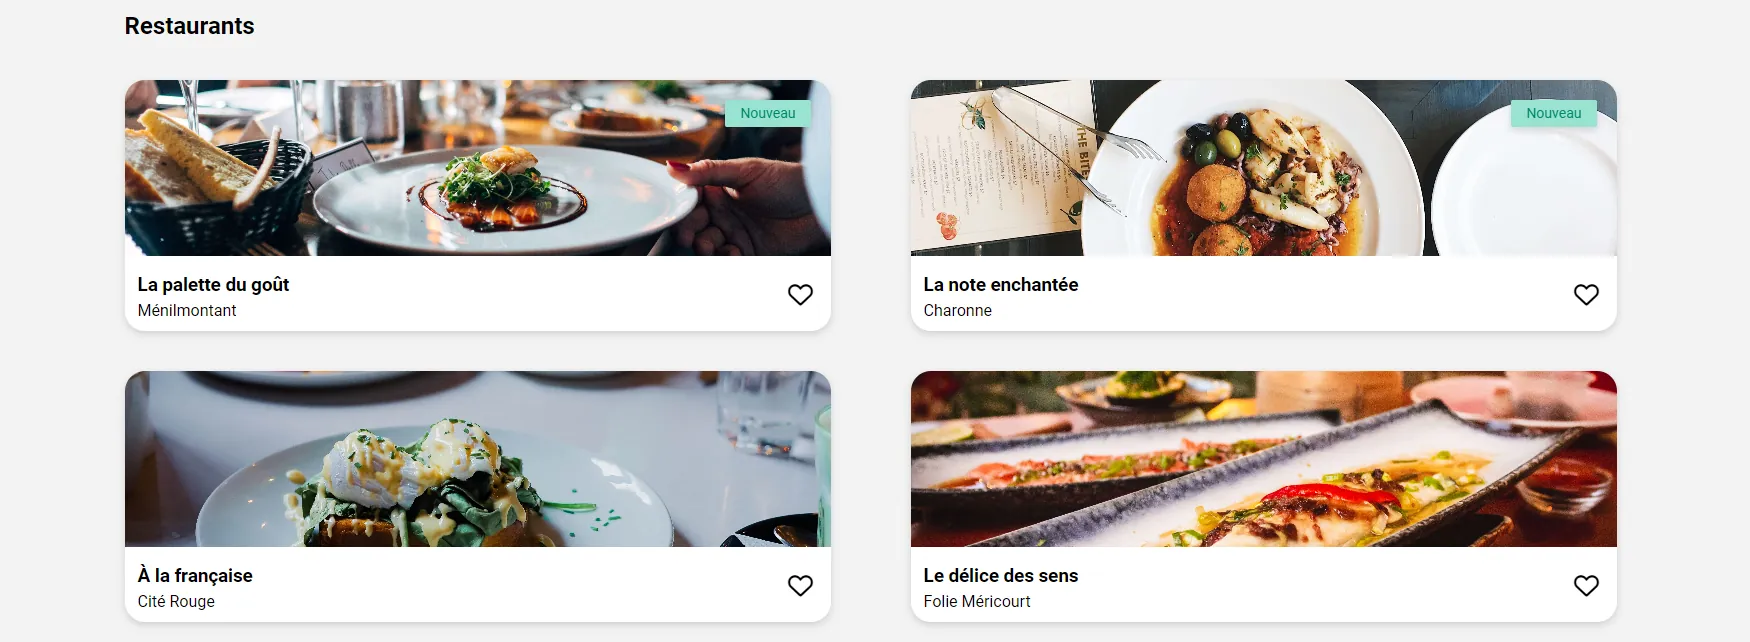 Restaurants
Nouveau
La palette du goût
Ménilmontant
Nouveau
THE BITE
La note enchantée
Charonne
À la française
Cité Rouge
Le délice des sens
Folie Méricourt